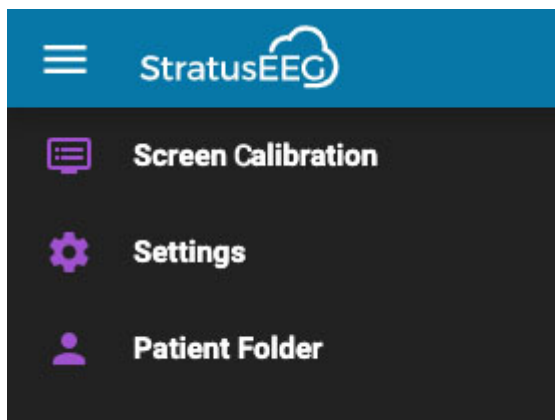 StratusEEG
Screen Calibration
Settings
Patient Folder